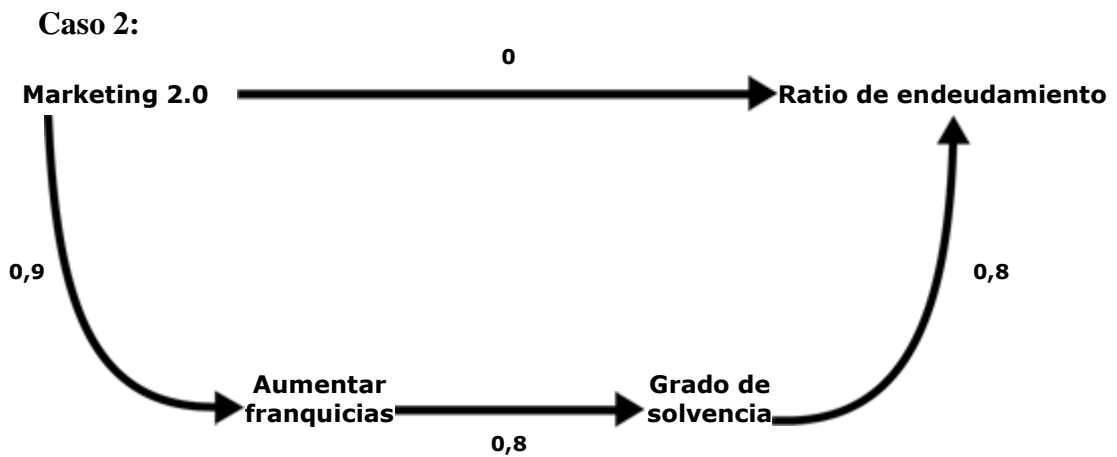 Caso 2:
0
Marketing 2.0
Ratio de endeudamiento
0,9
0,8
Aumentar
franquicias
Grado de
solvencia
0,8